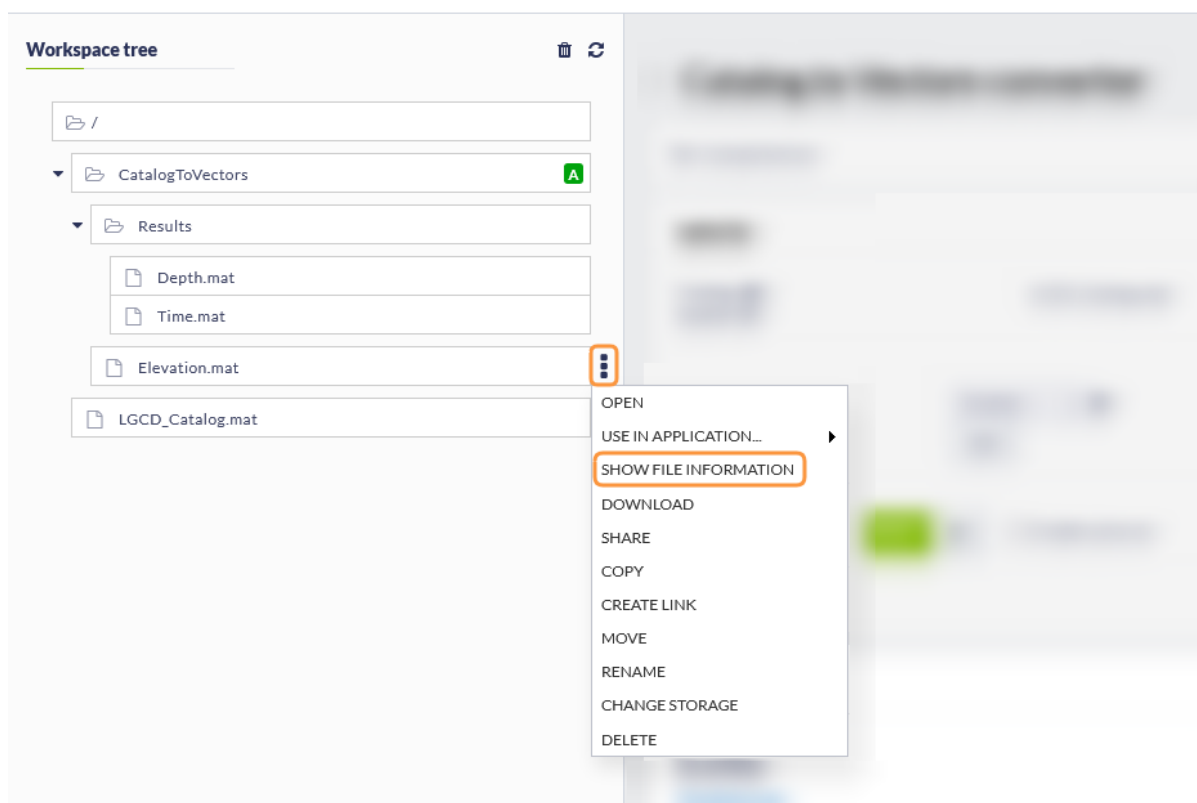 Workspace tree
/
CatalogToVectors
A
Results
Depth.mat
Time.mat
Elevation.mat
LGCD_Catalog.mat
OPEN
USE IN APPLICATION...
SHOW FILE INFORMATION
DOWNLOAD
SHARE
COPY
CREATE LINK
MOVE
RENAME
CHANGE STORAGE
DELETE